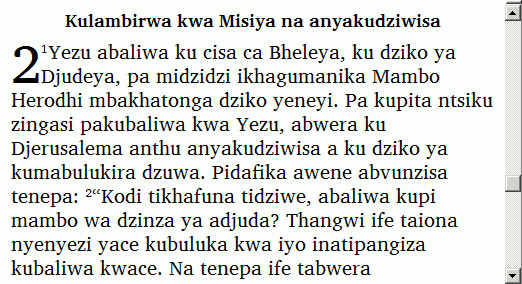 Kulambirwa kwa Misiya na anyakudziwisa
2 ¹Yezu abaliwa ku cisa ca Bheleya, ku dziko ya
Djudeya, pa midzidzi ikhagumanika Mambo
Herodhi mbakhatonga dziko yeneyi. Pa kupita ntsiku
zingasi pakubaliwa kwa Yezu, abwera ku
Djerusalema anthu anyakudziwisa a ku dziko ya
kumabulukira dzuwa. Pidafika awene abvunzisa
tenepa: ²“Kodi tikhafuna tidziwe, abaliwa kupi
mambo wa dzinza ya adjuda? Thangwi ife taiona
nyenyezi yace kubuluka kwa iyo inatipangiza
kubaliwa kwace. Na tenepa ife tabwera